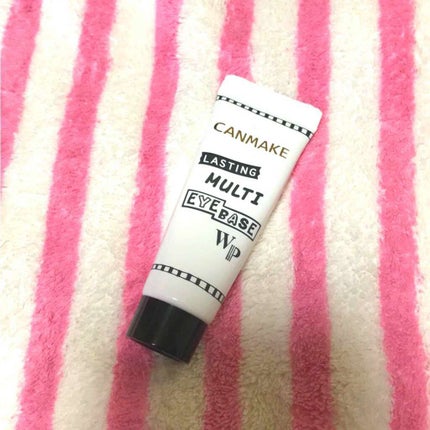 CANMAKE
LASTING
MULTI
EYE BASE
WP